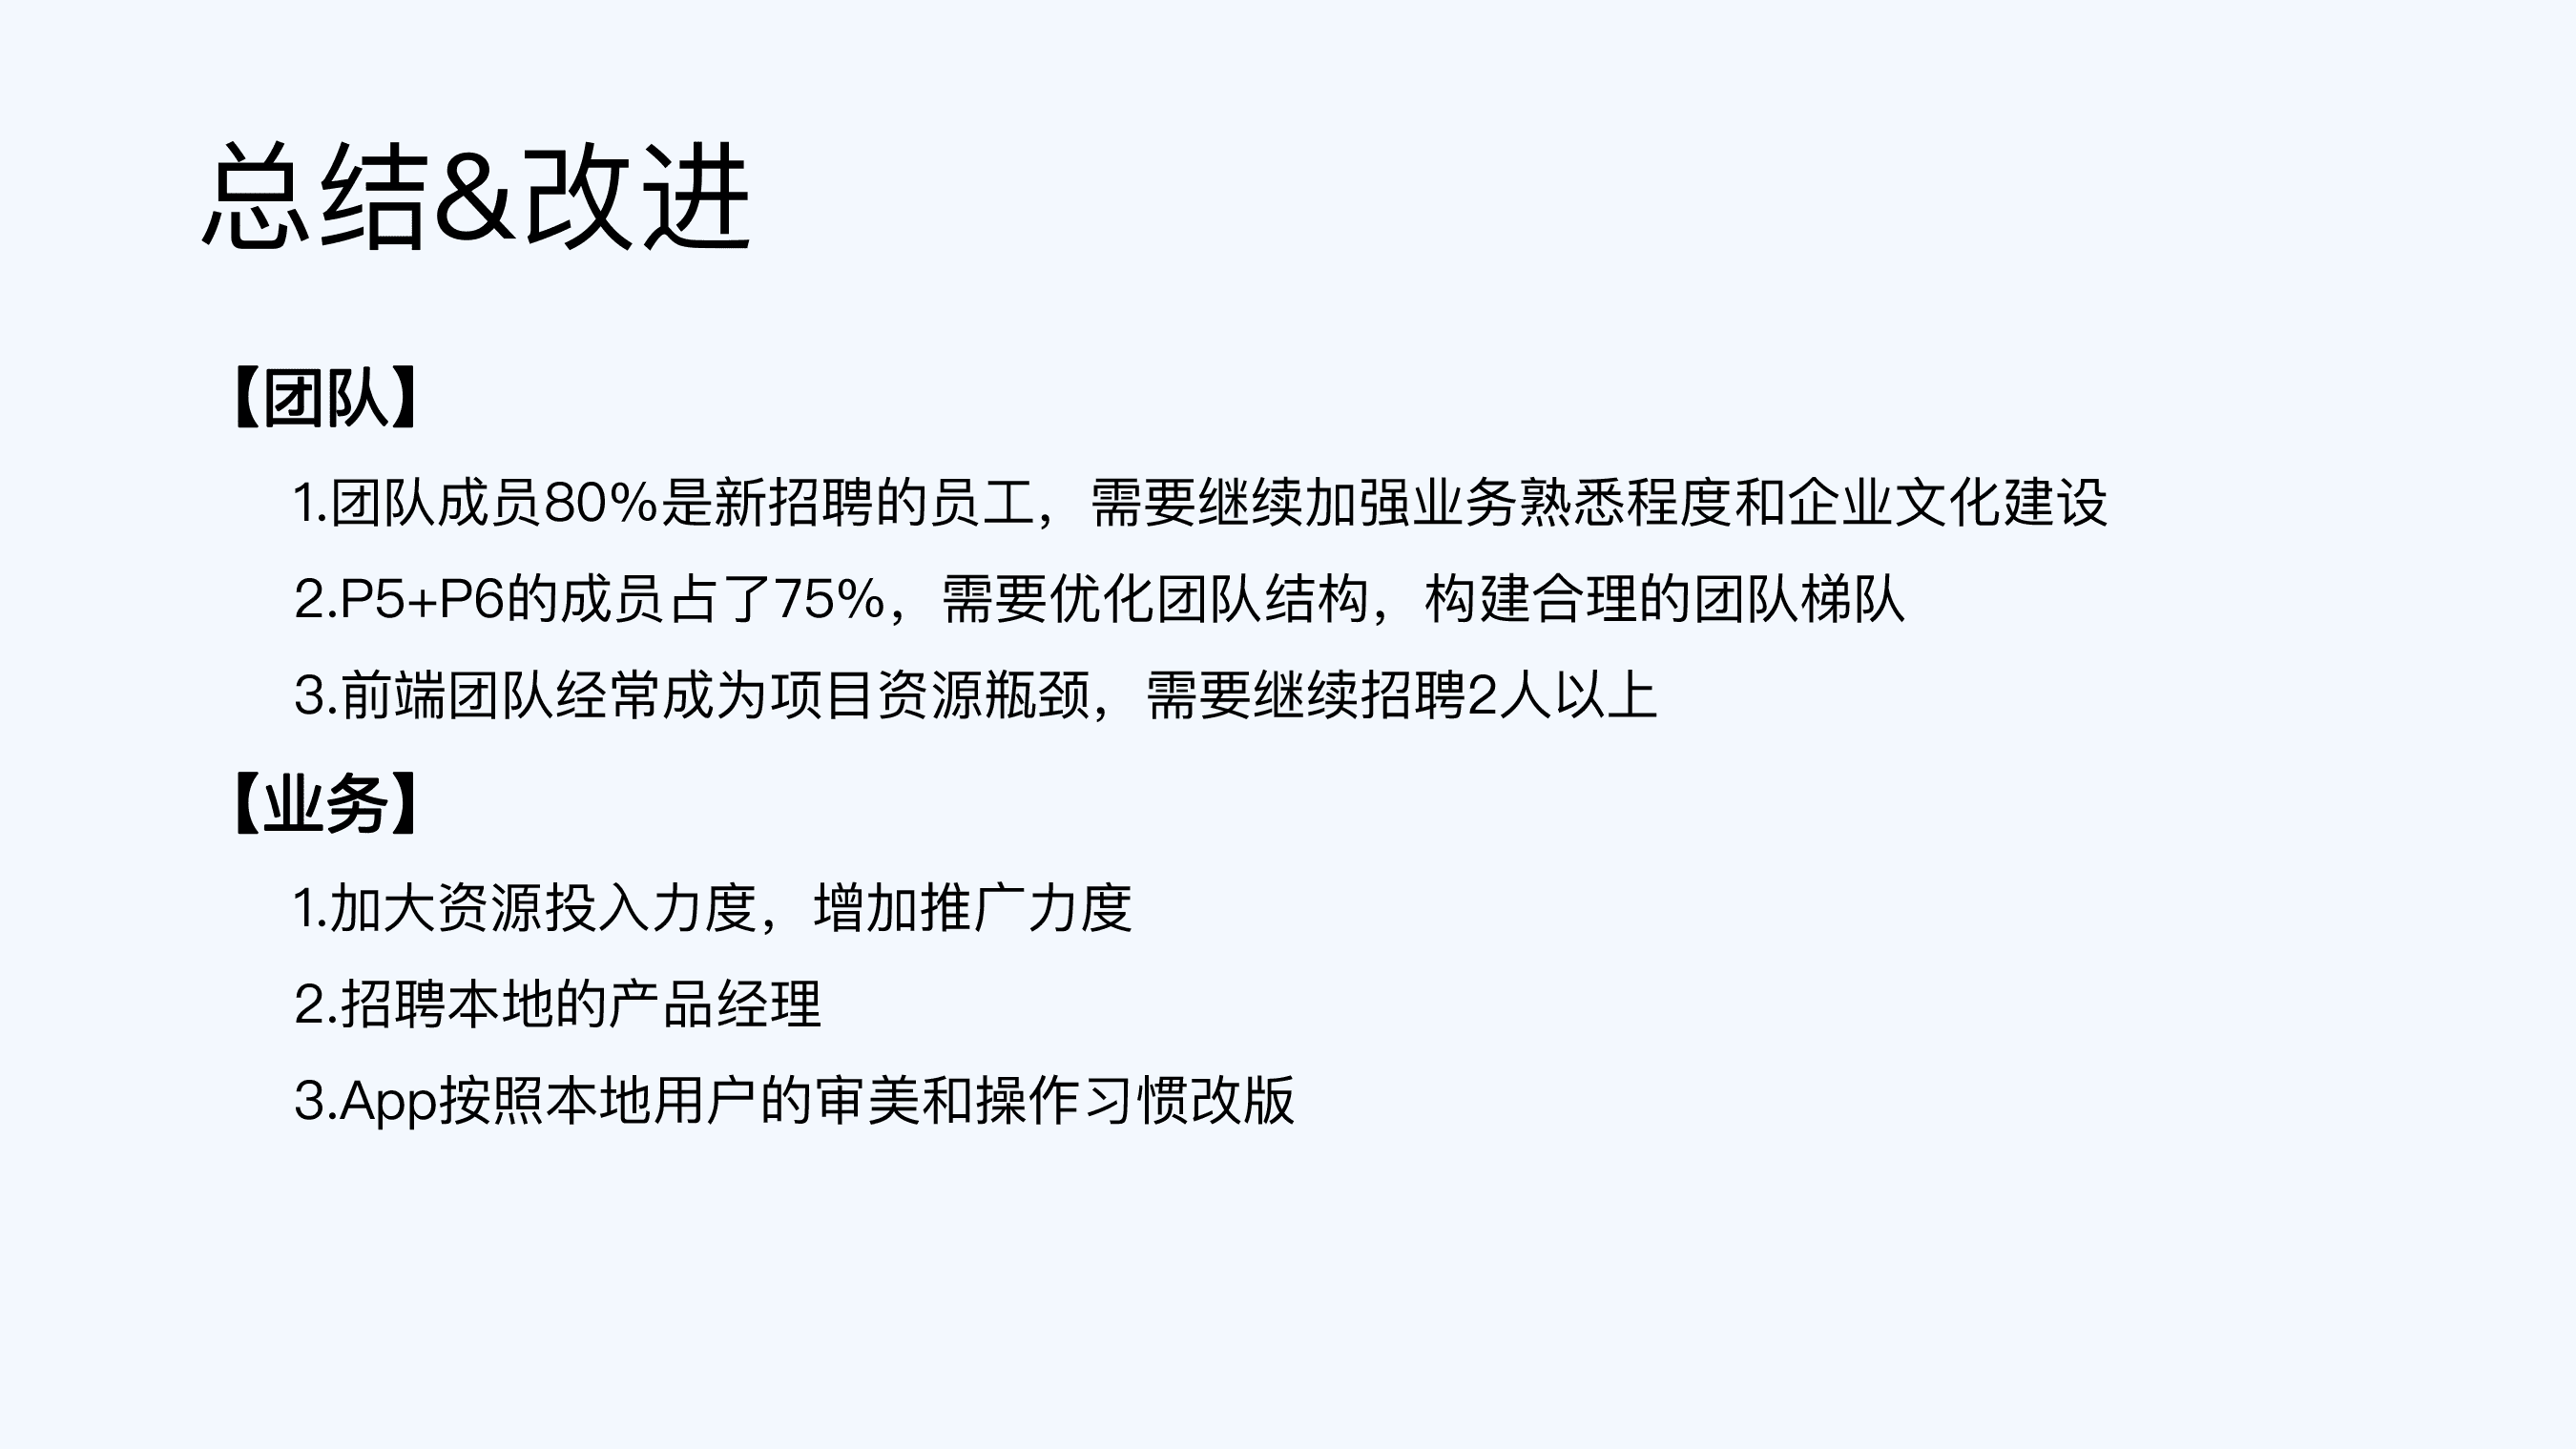 总结&改进
【团队】
1.团队成员80%是新招聘的员工，需要继续加强业务熟悉程度和企业文化建设
2.P5+P6的成员占了75%，需要优化团队结构，构建合理的团队梯队
3.前端团队经常成为项目资源瓶颈，需要继续招聘2人以上
【业务】
1.加大资源投入力度，增加推广力度
2.招聘本地的产品经理
3.App按照本地用户的审美和操作习惯改版